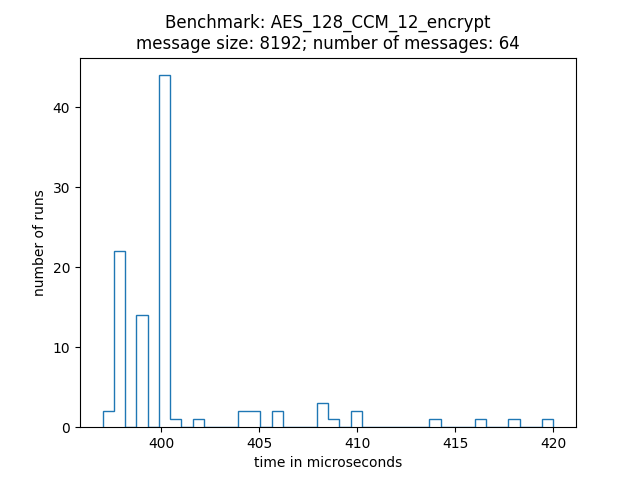 Benchmark: AES_128_CCM_12_encrypt
message size: 8192; number of messages: 64
40
30
20
10
0
number of runs
400 405 410 415 420
time in microseconds